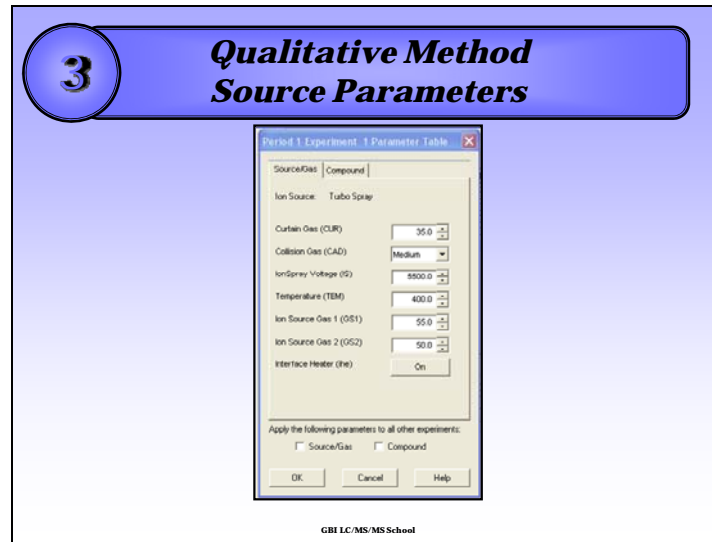 3
Qualitative Method
Source Parameters
Period 1 Experiment 1 Parameter Table
Source/Gas Compound
Ion Source: Turbo Spray
Curtain Gas (CUR) 35.0
Collision Gas (CAD) Medium
IonSpray Voltage (IS) 5500.0
Temperature (TEM) 400.0
Ion Source Gas 1 (GS1) 55.0
Ion Source Gas 2 (GS2) 50.0
Interface Heater (ihe) On
Apply the following parameters to all other experiments:
Source/Gas Compound
OK Cancel Help
GBI LC/MS/MS School